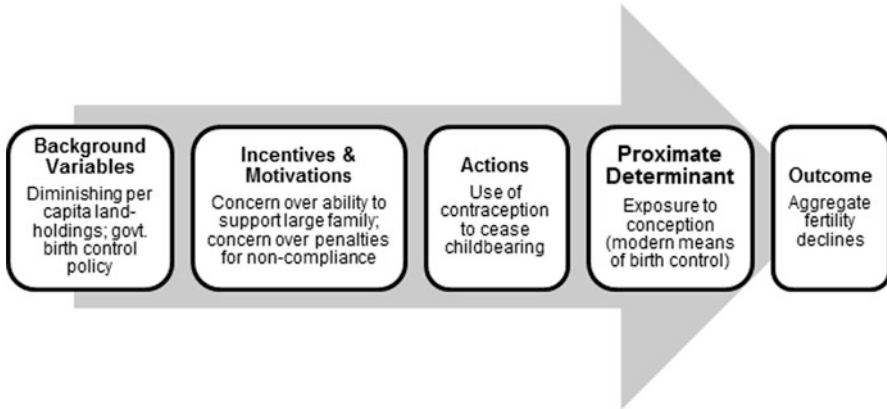 Background
Variables
Diminishing per
capita land-
holdings; govt.
birth control
policy
Incentives &
Motivations
Concern over ability to
support large family;
concern over penalties
for non-compliance
Actions
Use of
contraception
to cease
childbearing
Proximate
Determinant
Exposure to
conception
(modern means
of birth control)
Outcome
Aggregate
fertility
declines